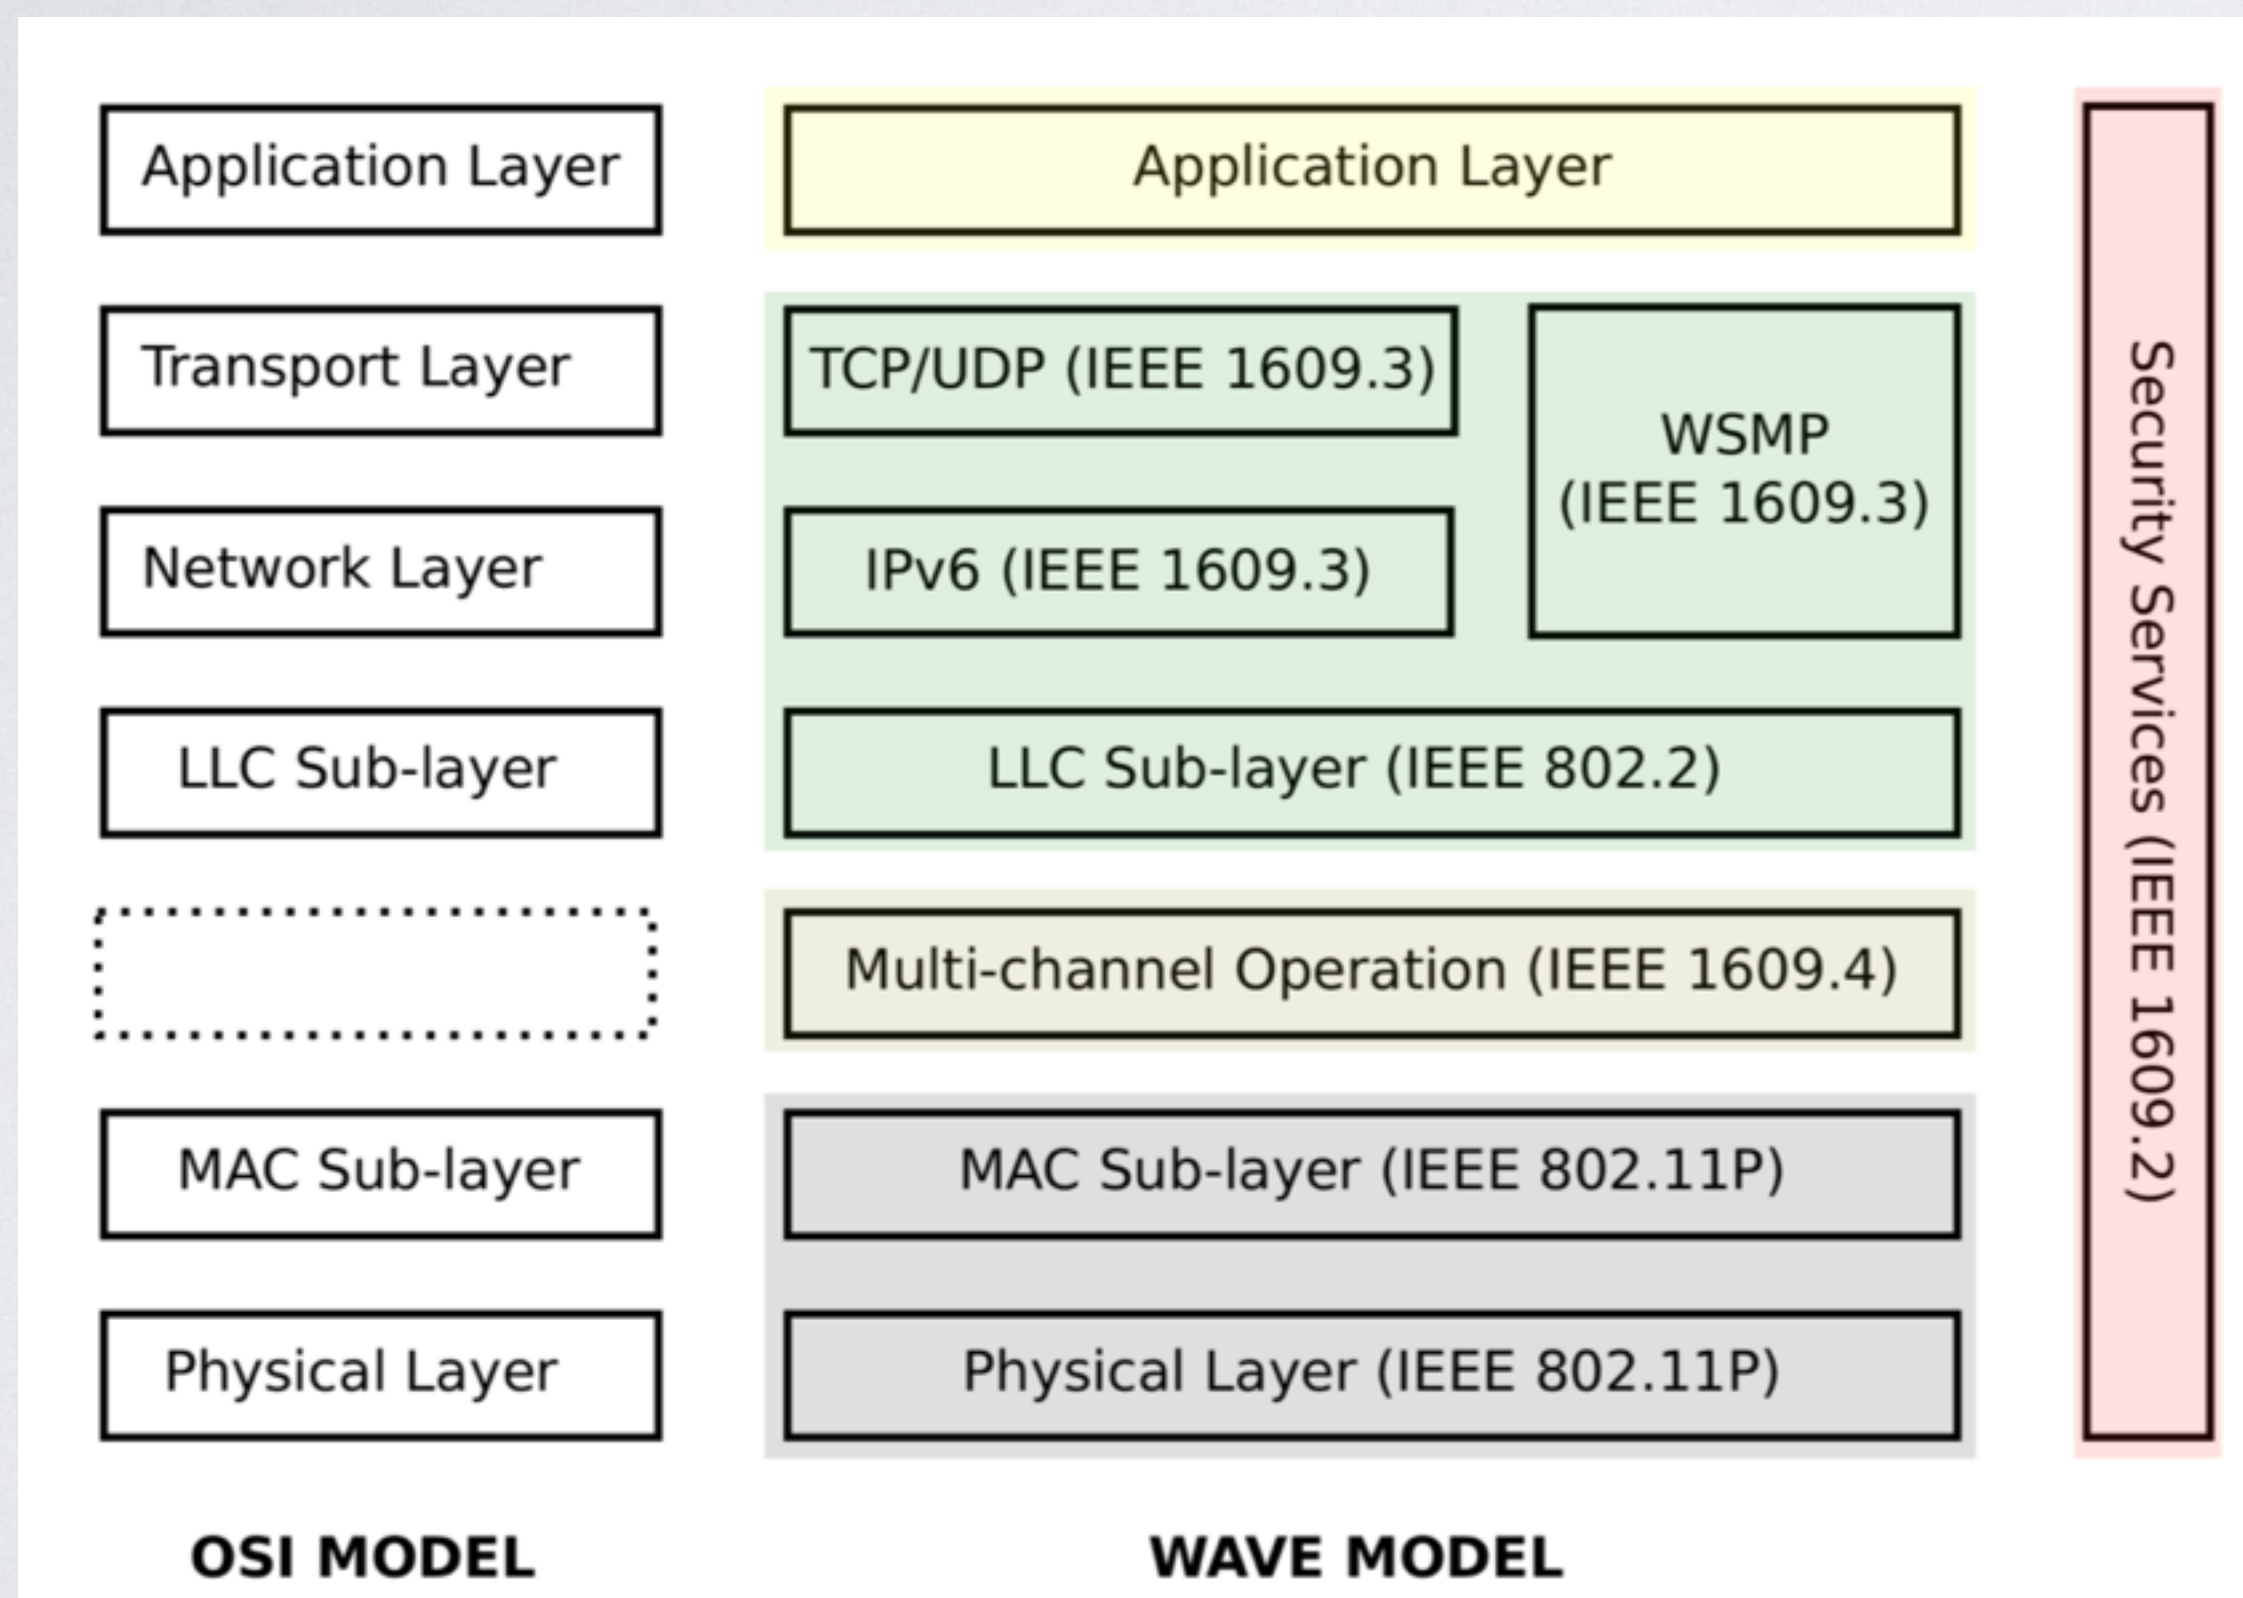 Application Layer
Application Layer
Transport Layer
TCP/UDP (IEEE 1609.3)
WSMP
(IEEE 1609.3)
Network Layer
IPv6 (IEEE 1609.3)
LLC Sub-layer
LLC Sub-layer (IEEE 802.2)
Multi-channel Operation (IEEE 1609.4)
MAC Sub-layer
MAC Sub-layer (IEEE 802.11P)
Physical Layer
Physical Layer (IEEE 802.11P)
Security Services (IEEE 1609.2)
OSI MODEL
WAVE MODEL